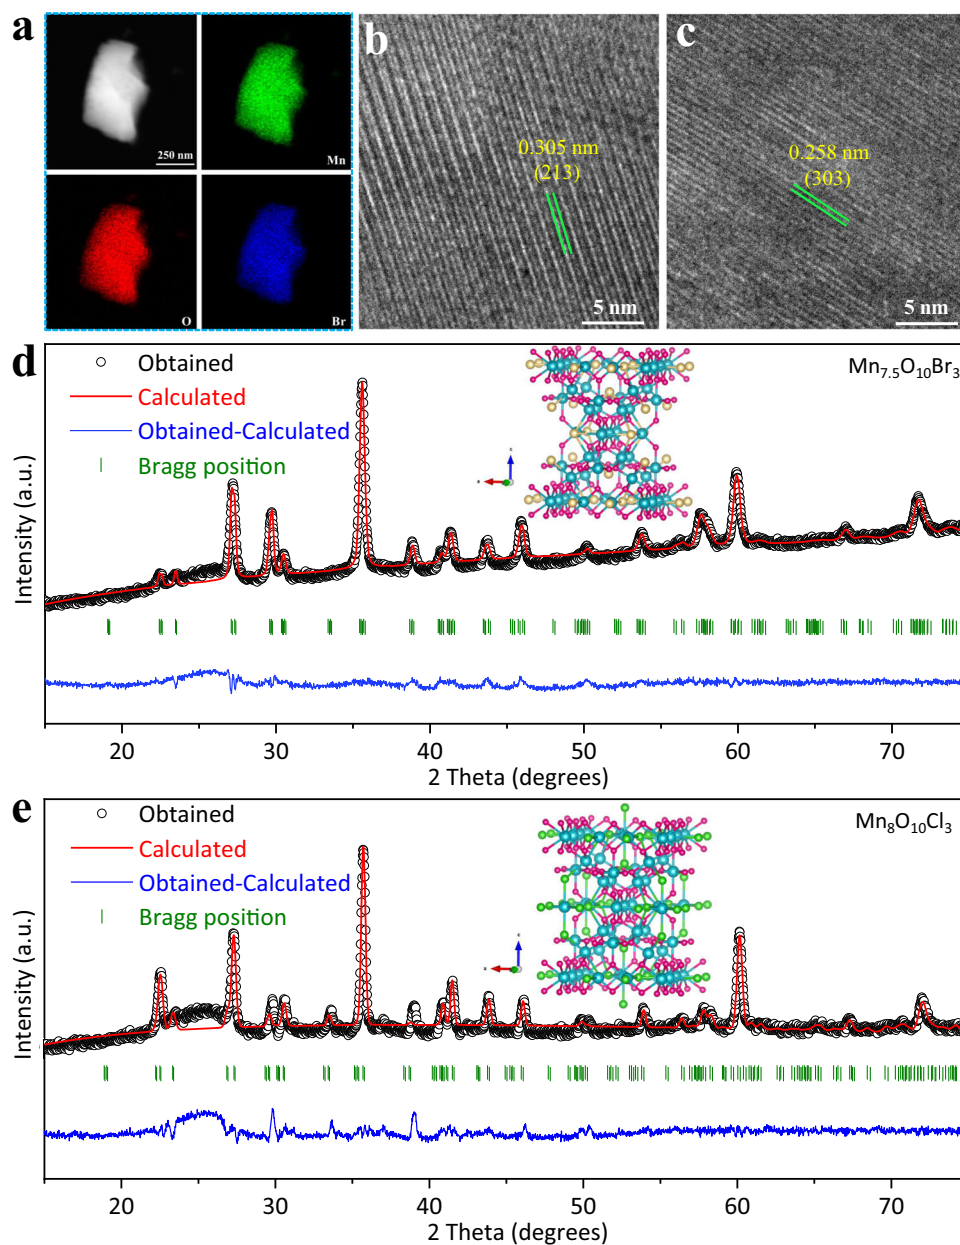 a
250 nm
Mn
O
Br
b
0.305 nm
(213)
5 nm
c
0.258 nm
(303)
5 nm
d
Obtained
Calculated
Obtained-Calculated
Bragg position
Mn7.5O10Br3
Intensity (a.u.)
20 30 40 50 60 70
2 Theta (degrees)
e
Obtained
Calculated
Obtained-Calculated
Bragg position
Mn8O10Cl3
Intensity (a.u.)
20 30 40 50 60 70
2 Theta (degrees)